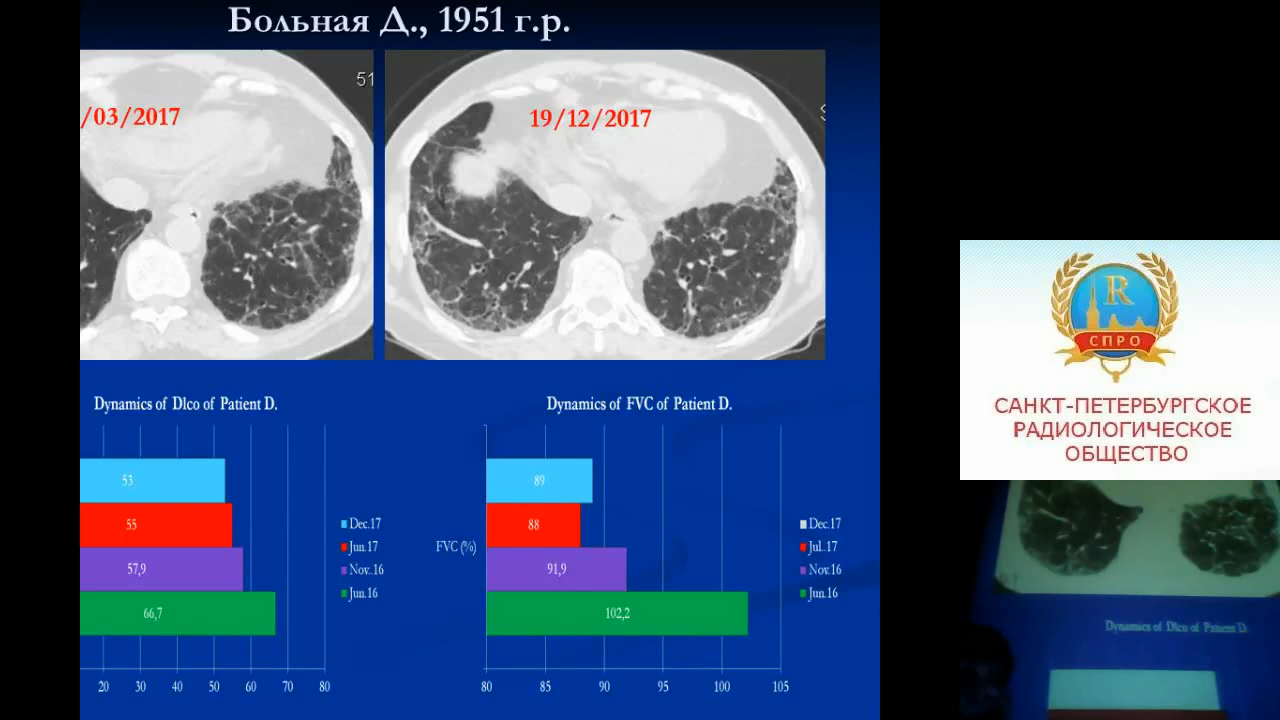 Больная Д., 1951 г.р.
51
/03/2017
19/12/2017
S
Dynamics of Dlco of Patient D.
53
55
57,9
66,7
20 30 40 50 60 70 80
Dec.17
Jun.17
Nov..16
Jun.16
Dynamics of FVC of Patient D.
FVC (%)
89
88
91,9
102,2
80 85 90 95 100 105
Dec.17
Jul..17
Nov.16
Jun.16
R
СПРО
САНКТ-ПЕТЕРБУРГСКОЕ
РАДИОЛОГИЧЕСКОЕ
ОБЩЕСТВО
Dynamics of Dlco of Patient D.